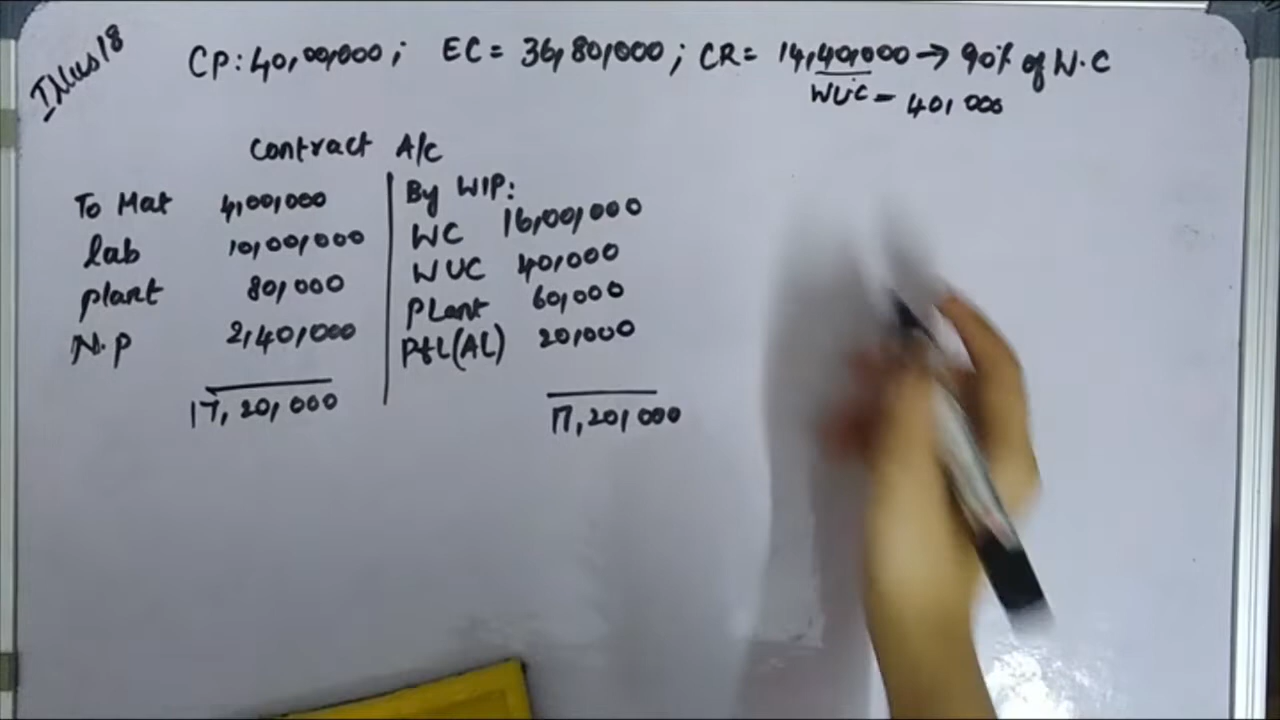 Illus 18
CP: 40,00,000; EC = 36,80,000; CR = 14,40,000 → 90% of W.C
WUC - 40,000
Contract A/c
To Mat 4,00,000
lab 10,00,000
plant 80,000
N.P 2,40,000
17,20,000
By WIP:
WC 16,00,000
WUC 40,000
PLant 60,000
P&L(AL) 20,000
17,20,000